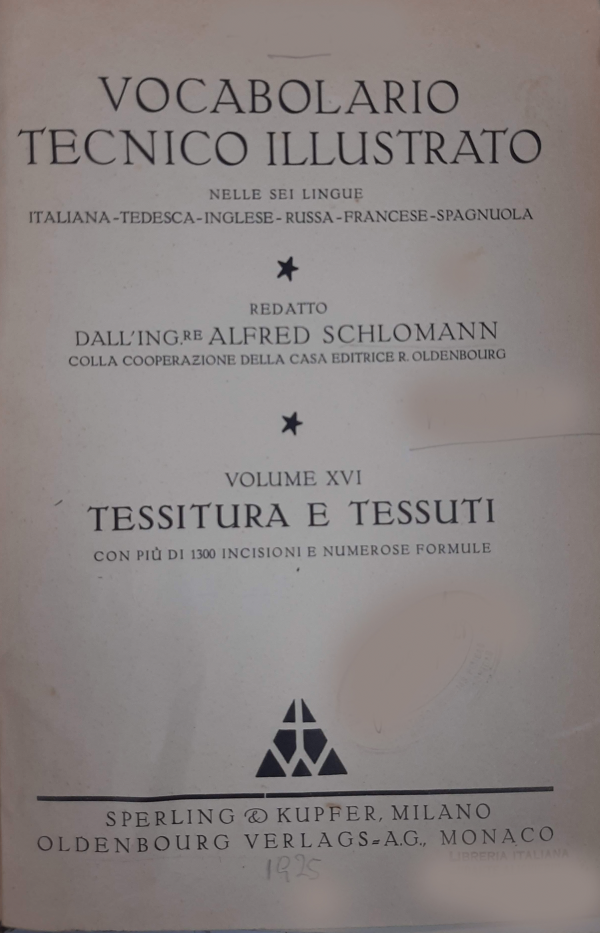 VOCABOLARIO
TECNICO ILLUSTRATO
NELLE SEI LINGUE
ITALIANA-TEDESCA-INGLESE-RUSSA-FRANCESE-SPAGNUOLA
REDATTO
DALL'ING.RE ALFRED SCHLOMANN
COLLA COOPERAZIONE DELLA CASA EDITRICE R. OLDENBOURG
VOLUME XVI
TESSITURA E TESSUTI
CON PIÙ DI 1300 INCISIONI E NUMEROSE FORMULE
SPERLING & KUPFER, MILANO
OLDENBOURG VERLAGS=A.G., MONACO
LIBRERIA ITALIANA
1925